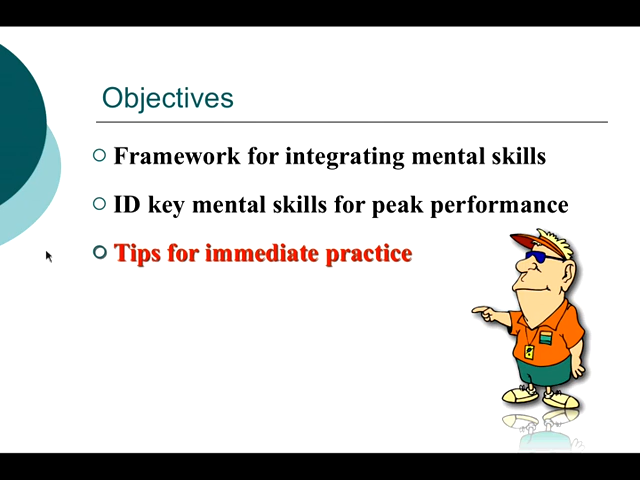 Objectives
Framework for integrating mental skills
ID key mental skills for peak performance
Tips for immediate practice